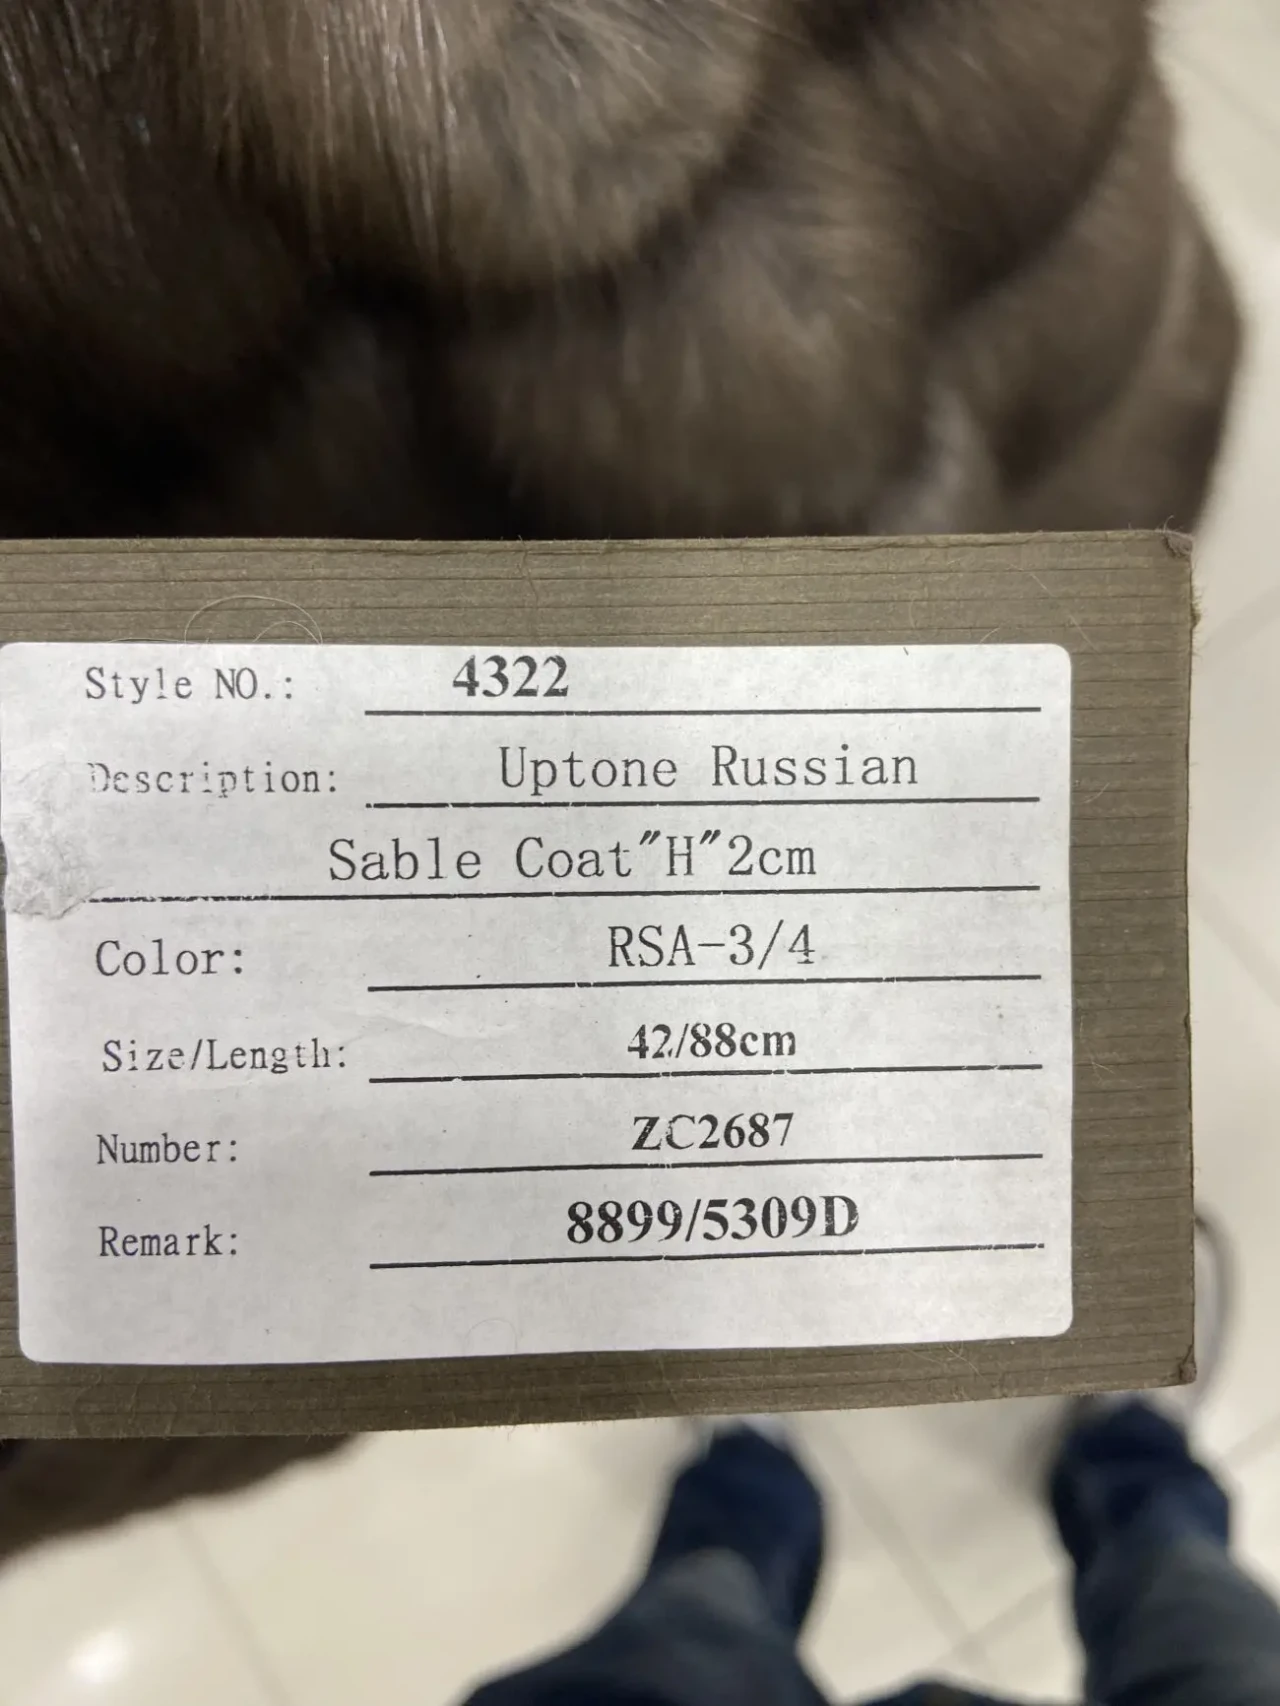 Style NO.: 4322
Description: Uptone Russian
Sable Coat"H"2cm
Color: RSA-3/4
Size/Length: 42/88cm
Number: ZC2687
Remark: 8899/5309D